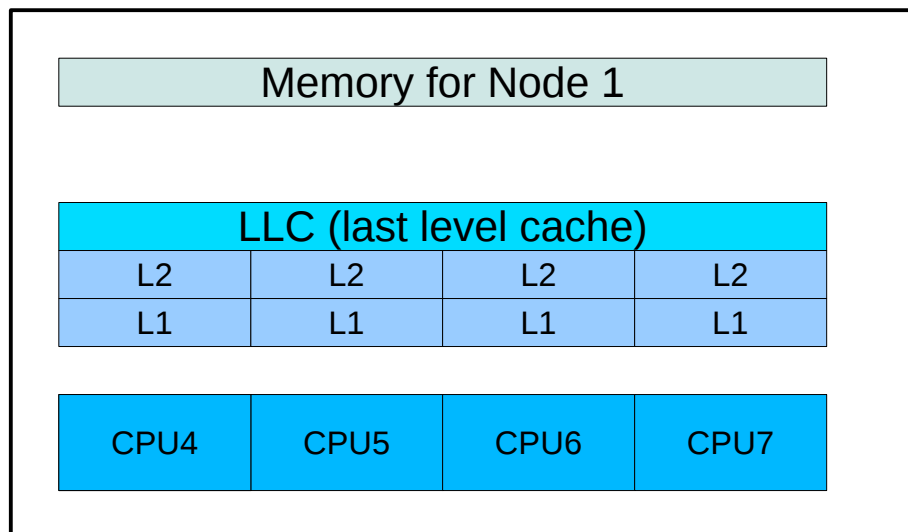 Memory for Node 1
LLC (last level cache)
L2 L2 L2 L2
L1 L1 L1 L1
CPU4 CPU5 CPU6 CPU7